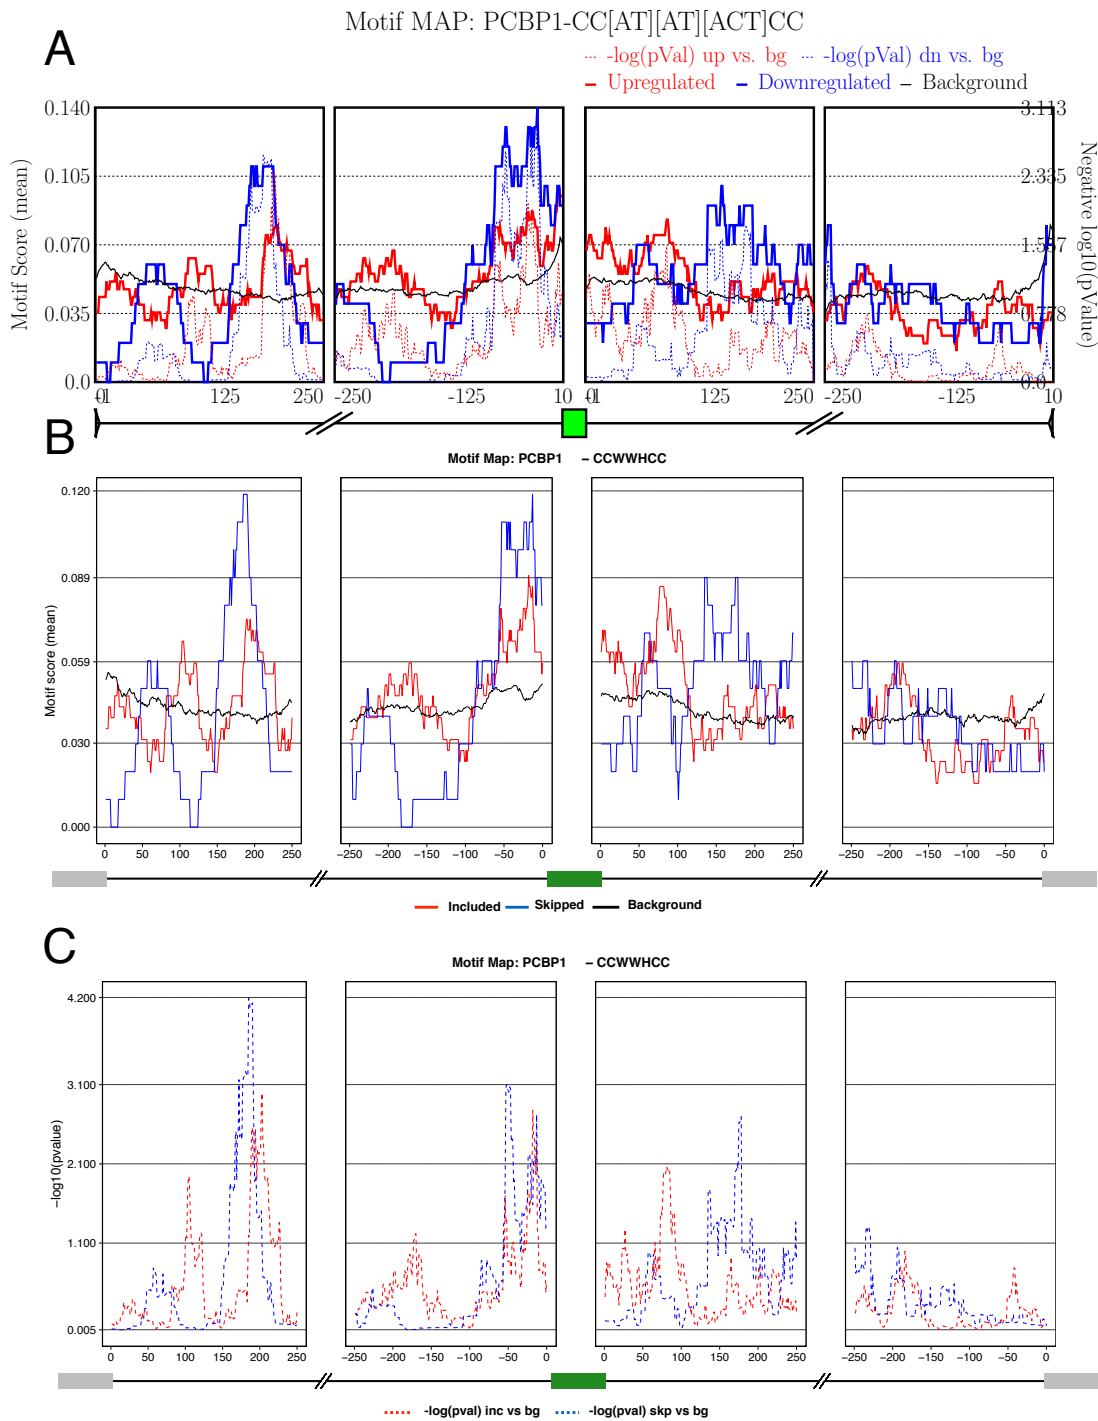 Motif MAP: PCBP1-CC[AT][AT][ACT]CC
A
-log(pVal) up vs. bg -log(pVal) dn vs. bg
Upregulated Downregulated Background
0.140 3.113
0.105 2.335
0.070 1.557
0.035 0.778
0.0 0.0
Motif Score (mean)
Negative log10(pValue)
01 125 250 -250 -125 10 -1 125 250 -250 -125 10
B
Motif Map: PCBP1 – CCWWHCC
0.120
0.089
0.059
0.030
0.000
Motif score (mean)
0 50 100 150 200 250 −250 −200 −150 −100 −50 0 0 50 100 150 200 250 −250 −200 −150 −100 −50 0
Included Skipped Background
C
Motif Map: PCBP1 – CCWWHCC
4.200
3.100
2.100
1.100
0.005
−log10(pvalue)
0 50 100 150 200 250 −250 −200 −150 −100 −50 0 0 50 100 150 200 250 −250 −200 −150 −100 −50 0
-log(pval) inc vs bg -log(pval) skp vs bg